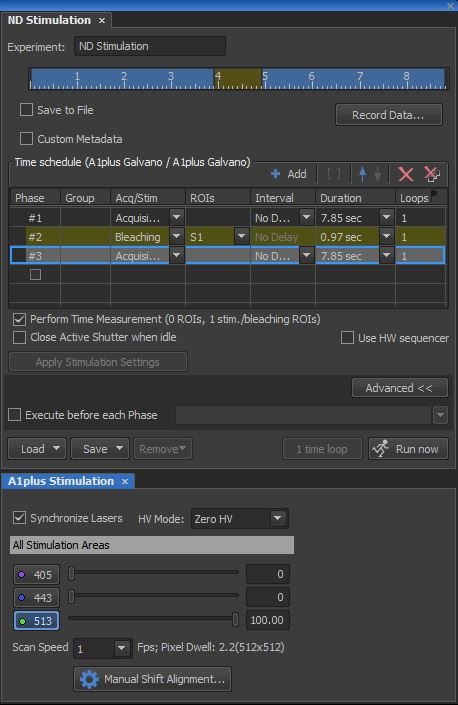 ND Stimulation ×
Experiment: ND Stimulation
1 2 3 4 5 6 7 8
Save to File
Record Data...
Custom Metadata
Time schedule (A1plus Galvano / A1plus Galvano)
Add
Phase Group Acq/Stim ROIs Interval Duration Loops
#1 Acquisi... No D... 7.85 sec 1
#2 Bleaching S1 No Delay 0.97 sec 1
#3 Acquisi... No D... 7.85 sec 1
Perform Time Measurement (0 ROIs, 1 stim./bleaching ROIs)
Close Active Shutter when idle
Use HW sequencer
Apply Stimulation Settings
Advanced <<
Execute before each Phase
Load Save Remove 1 time loop Run now
A1plus Stimulation ×
Synchronize Lasers HV Mode: Zero HV
All Stimulation Areas
405 0
443 0
513 100.00
Scan Speed 1 Fps; Pixel Dwell: 2.2(512x512)
Manual Shift Alignment...